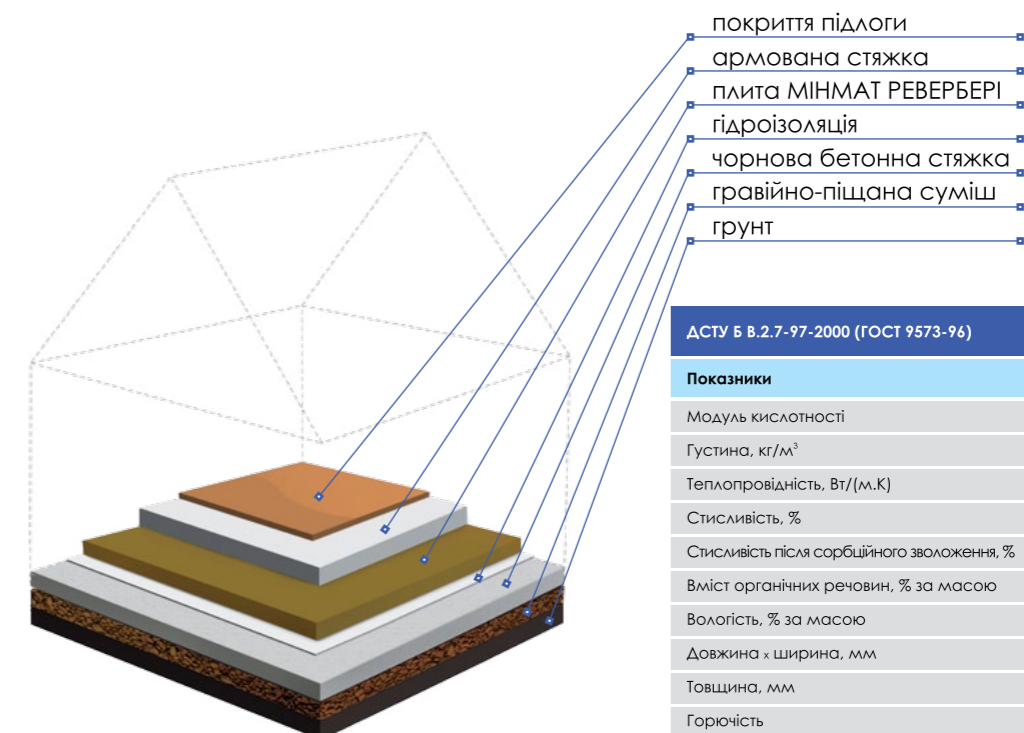 покриття підлоги
армована стяжка
плита МІНМАТ РЕВЕРБЕРІ
гідроізоляція
чорнова бетонна стяжка
гравійно-піщана суміш
грунт
ДСТУ Б В.2.7-97-2000 (ГОСТ 9573-96)
Показники
Модуль кислотності
Густина, кг/м³
Теплопровідність, Вт/(м.К)
Стисливість, %
Стисливість після сорбційного зволоження, %
Вміст органічних речовин, % за масою
Вологість, % за масою
Довжина х ширина, мм
Товщина, мм
Горючість